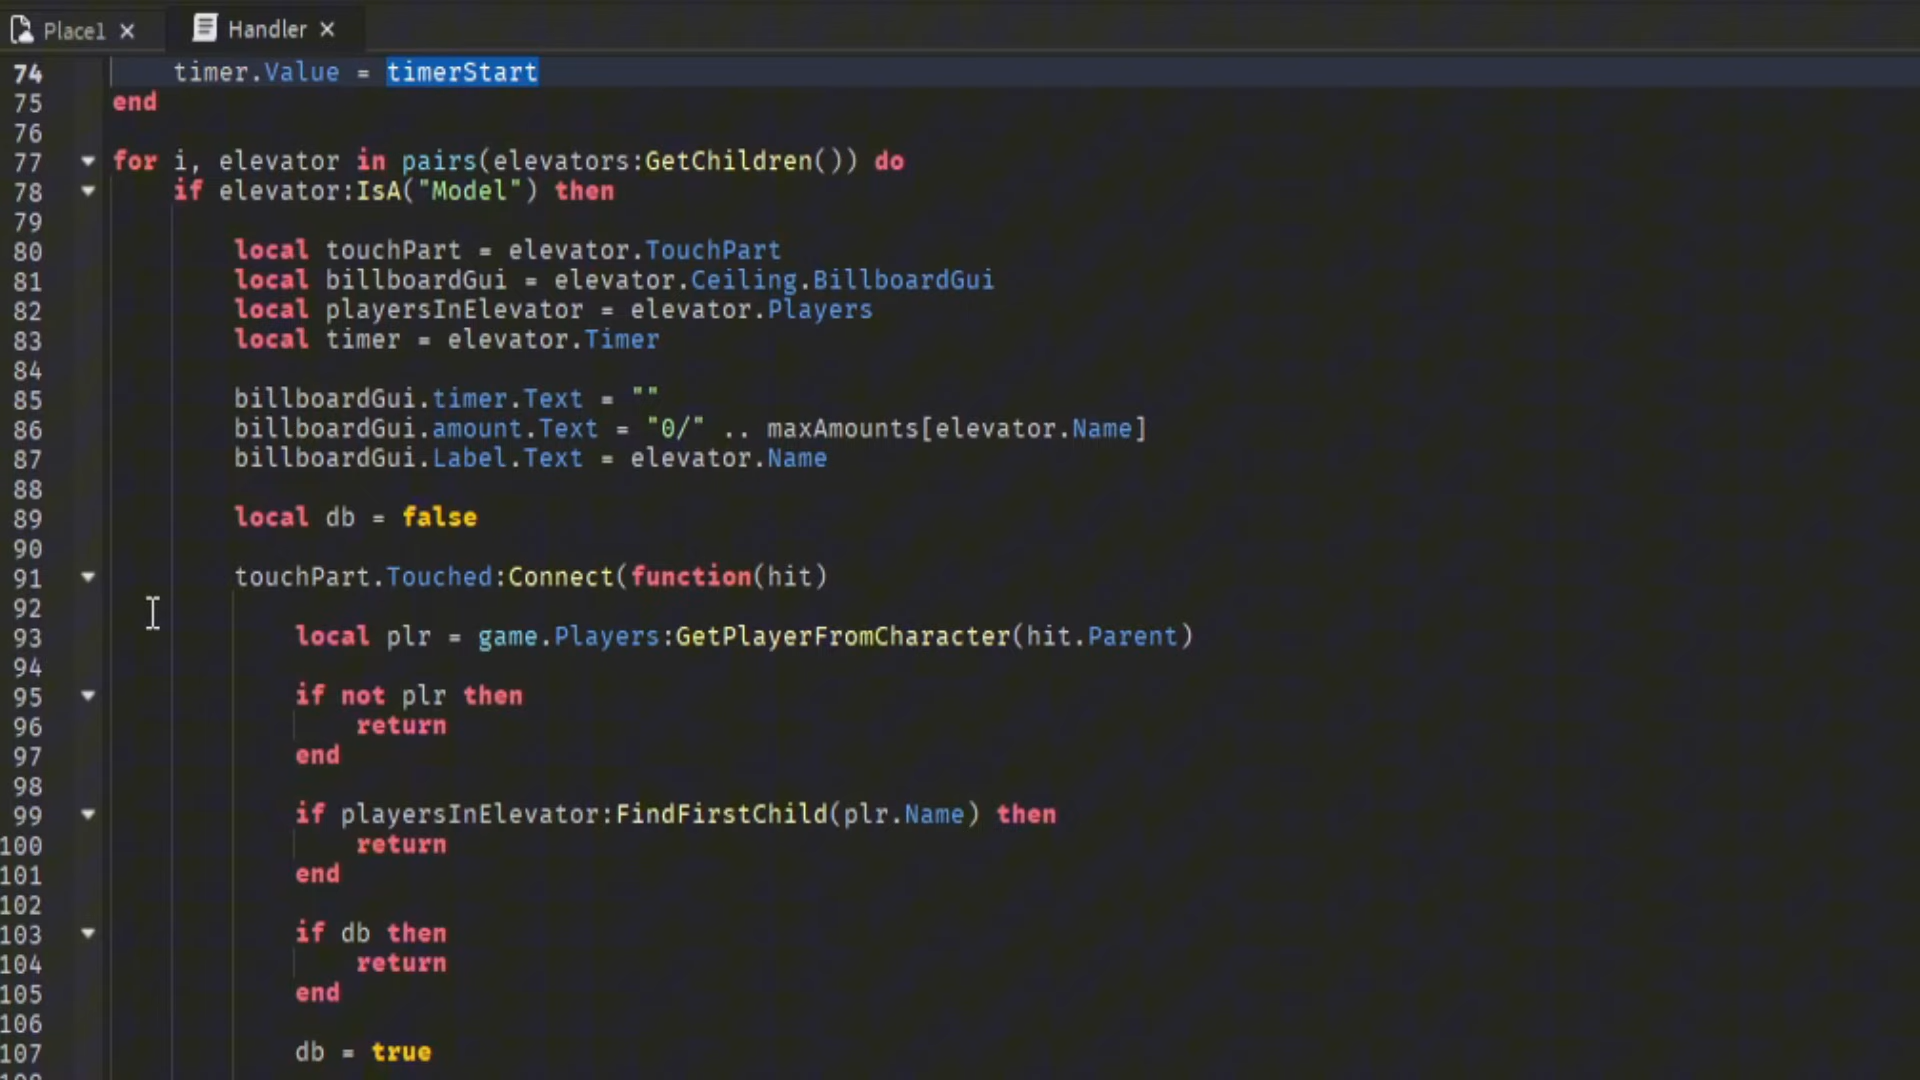 Place1 × Handler ×
74 timer.Value = timerStart
75 end
76
77 for i, elevator in pairs(elevators:GetChildren()) do
78 if elevator:IsA("Model") then
79
80 local touchPart = elevator.TouchPart
81 local billboardGui = elevator.Ceiling.BillboardGui
82 local playersInElevator = elevator.Players
83 local timer = elevator.Timer
84
85 billboardGui.timer.Text = ""
86 billboardGui.amount.Text = "0/" .. maxAmounts[elevator.Name]
87 billboardGui.Label.Text = elevator.Name
88
89 local db = false
90
91 touchPart.Touched:Connect(function(hit)
92
93 local plr = game.Players:GetPlayerFromCharacter(hit.Parent)
94
95 if not plr then
96 return
97 end
98
99 if playersInElevator:FindFirstChild(plr.Name) then
100 return
101 end
102
103 if db then
104 return
105 end
106
107 db = true